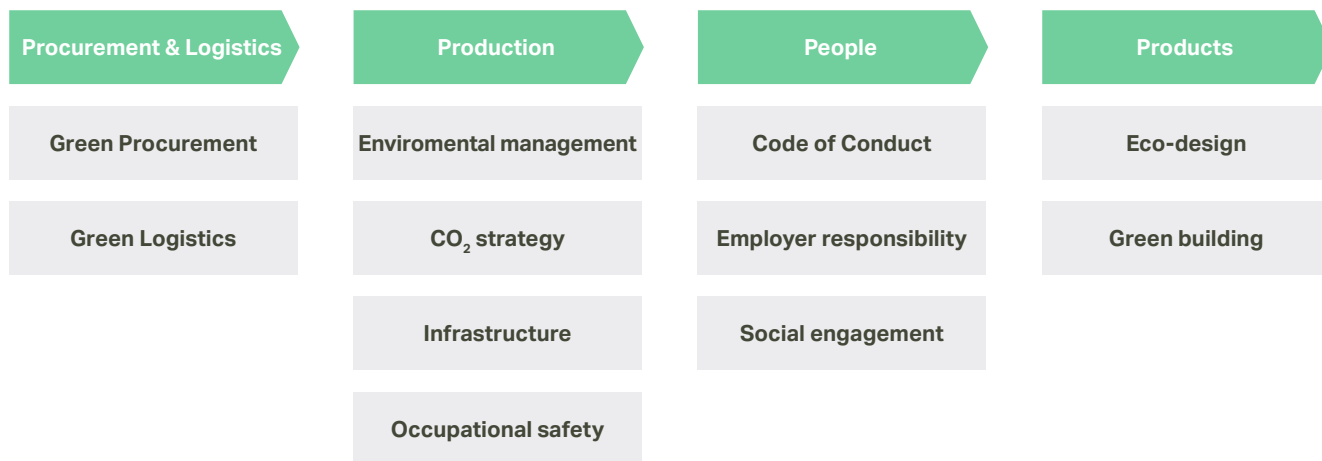 Procurement & Logistics
Green Procurement
Green Logistics
Production
Enviromental management
CO₂ strategy
Infrastructure
Occupational safety
People
Code of Conduct
Employer responsibility
Social engagement
Products
Eco-design
Green building